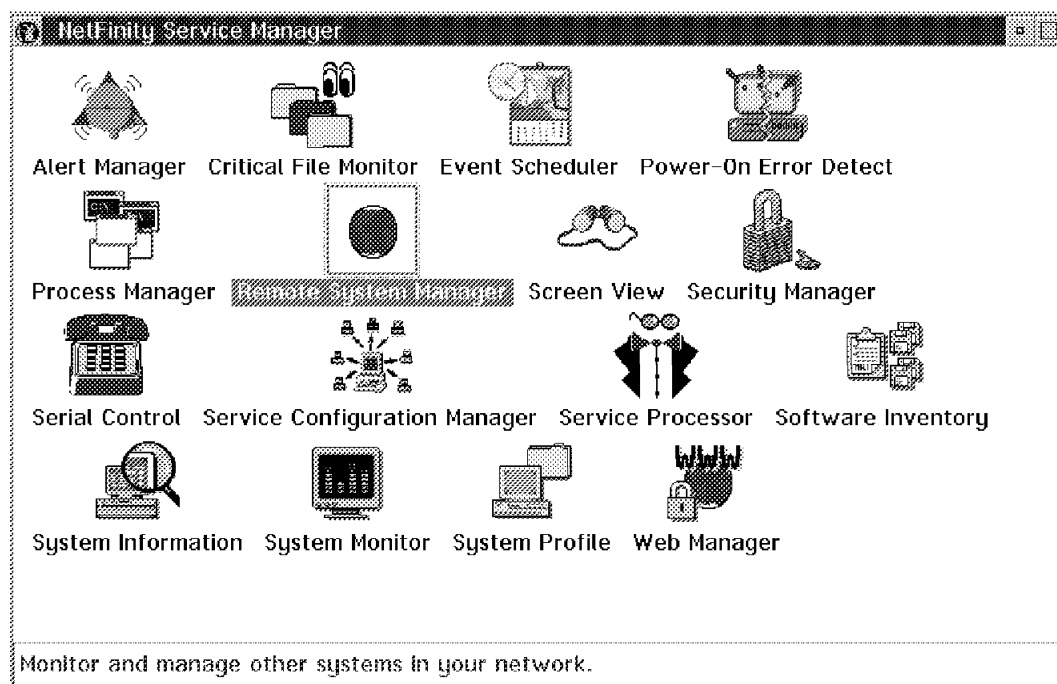 NetFinity Service Manager
Alert Manager Critical File Monitor Event Scheduler Power-On Error Detect
Process Manager Remote System Manager Screen View Security Manager
Serial Control Service Configuration Manager Service Processor Software Inventory
WWW
System Information System Monitor System Profile Web Manager
Monitor and manage other systems in your network.